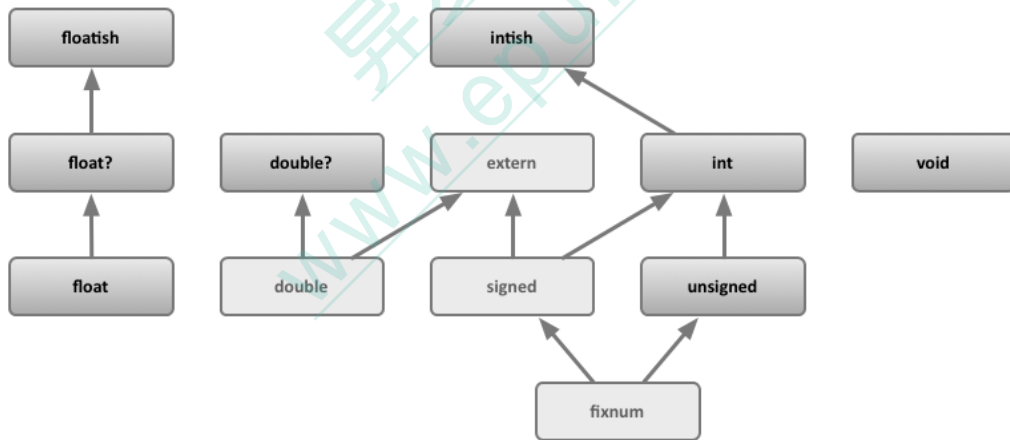 floatish
intish
float?
double?
extern
int
void
float
double
signed
unsigned
fixnum